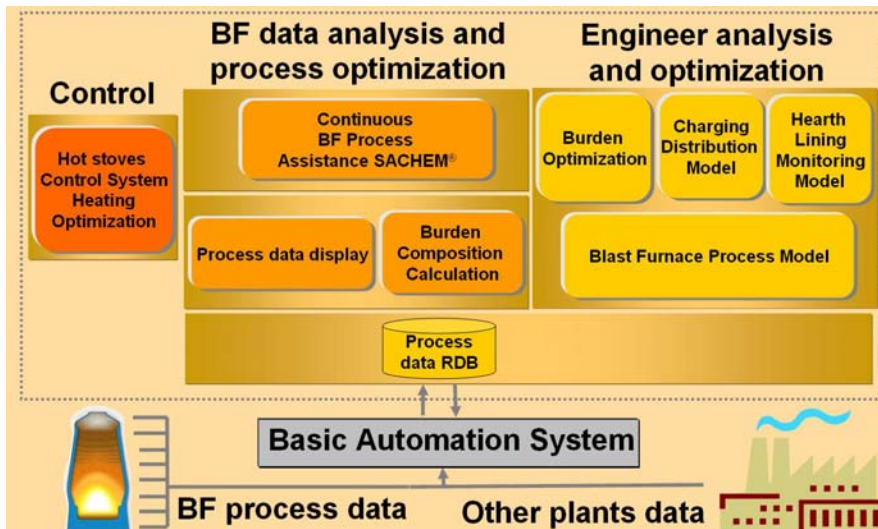 BF data analysis and
process optimization
Engineer analysis
and optimization
Control
Hot stoves
Control System
Heating
Optimization
Continuous
BF Process
Assistance SACHEM®
Burden
Optimization
Charging
Distribution
Model
Hearth
Lining
Monitoring
Model
Process data display
Burden
Composition
Calculation
Blast Furnace Process Model
Process
data RDB
Basic Automation System
BF process data
Other plants data